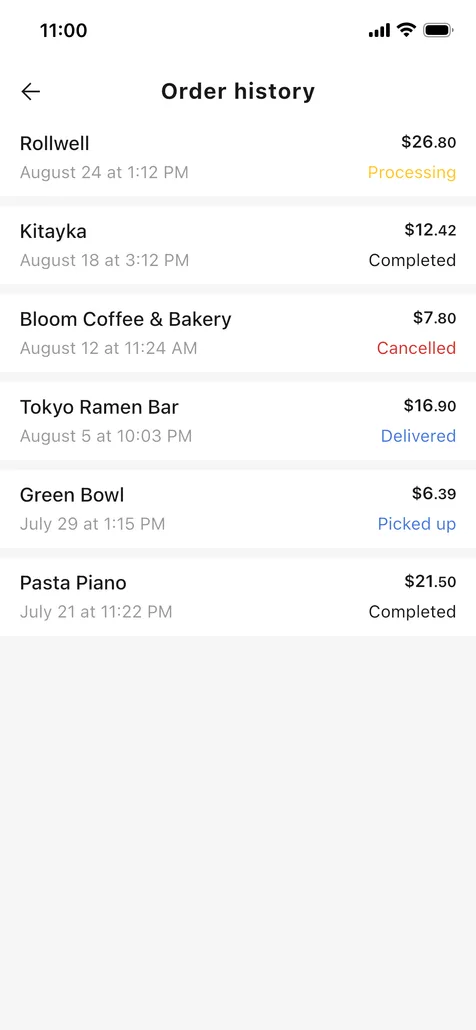 11:00
Order history
Rollwell $26.80
August 24 at 1:12 PM Processing
Kitayka $12.42
August 18 at 3:12 PM Completed
Bloom Coffee & Bakery $7.80
August 12 at 11:24 AM Cancelled
Tokyo Ramen Bar $16.90
August 5 at 10:03 PM Delivered
Green Bowl $6.39
July 29 at 1:15 PM Picked up
Pasta Piano $21.50
July 21 at 11:22 PM Completed